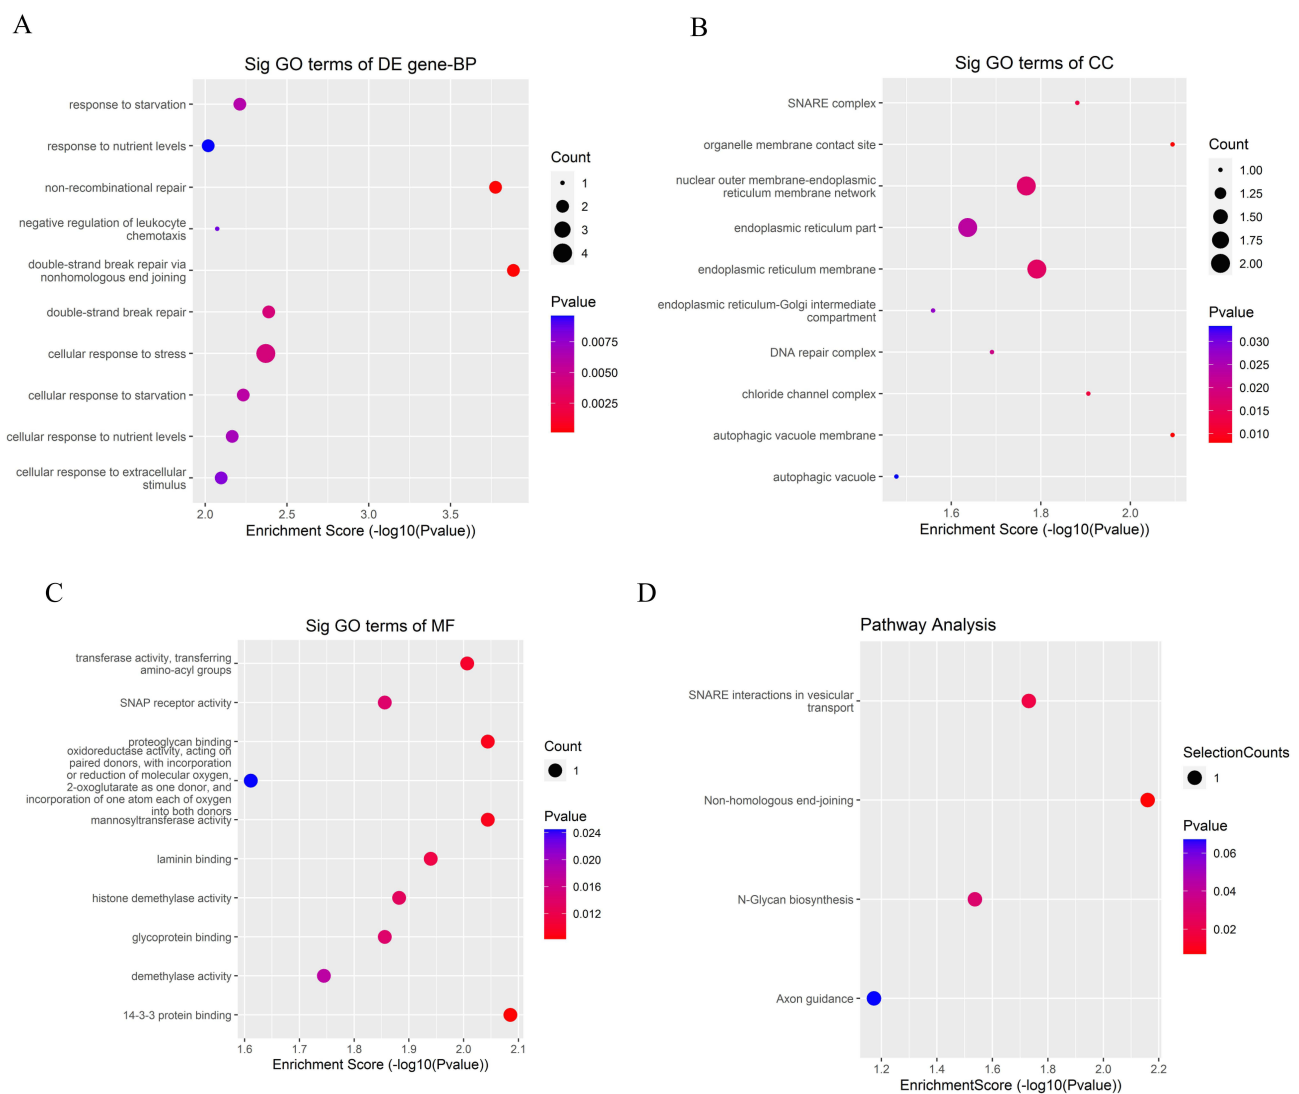 A
Sig GO terms of DE gene-BP
response to starvation
response to nutrient levels
non-recombinational repair
negative regulation of leukocyte
chemotaxis
double-strand break repair via
nonhomologous end joining
double-strand break repair
cellular response to stress
cellular response to starvation
cellular response to nutrient levels
cellular response to extracellular
stimulus
2.0 2.5 3.0 3.5
Enrichment Score (-log10(Pvalue))
Count
1
2
3
4
Pvalue
0.0075
0.0050
0.0025
B
Sig GO terms of CC
SNARE complex
organelle membrane contact site
nuclear outer membrane-endoplasmic
reticulum membrane network
endoplasmic reticulum part
endoplasmic reticulum membrane
endoplasmic reticulum-Golgi intermediate
compartment
DNA repair complex
chloride channel complex
autophagic vacuole membrane
autophagic vacuole
1.6 1.8 2.0
Enrichment Score (-log10(Pvalue))
Count
1.00
1.25
1.50
1.75
2.00
Pvalue
0.030
0.025
0.020
0.015
0.010
C
Sig GO terms of MF
transferase activity, transferring
amino-acyl groups
SNAP receptor activity
proteoglycan binding
oxidoreductase activity, acting on
paired donors, with incorporation
or reduction of molecular oxygen,
2-oxoglutarate as one donor, and
incorporation of one atom each of oxygen
into both donors
mannosyltransferase activity
laminin binding
histone demethylase activity
glycoprotein binding
demethylase activity
14-3-3 protein binding
1.6 1.7 1.8 1.9 2.0 2.1
Enrichment Score (-log10(Pvalue))
Count
1
Pvalue
0.024
0.020
0.016
0.012
D
Pathway Analysis
SNARE interactions in vesicular
transport
Non-homologous end-joining
N-Glycan biosynthesis
Axon guidance
1.2 1.4 1.6 1.8 2.0 2.2
EnrichmentScore (-log10(Pvalue))
SelectionCounts
1
Pvalue
0.06
0.04
0.02